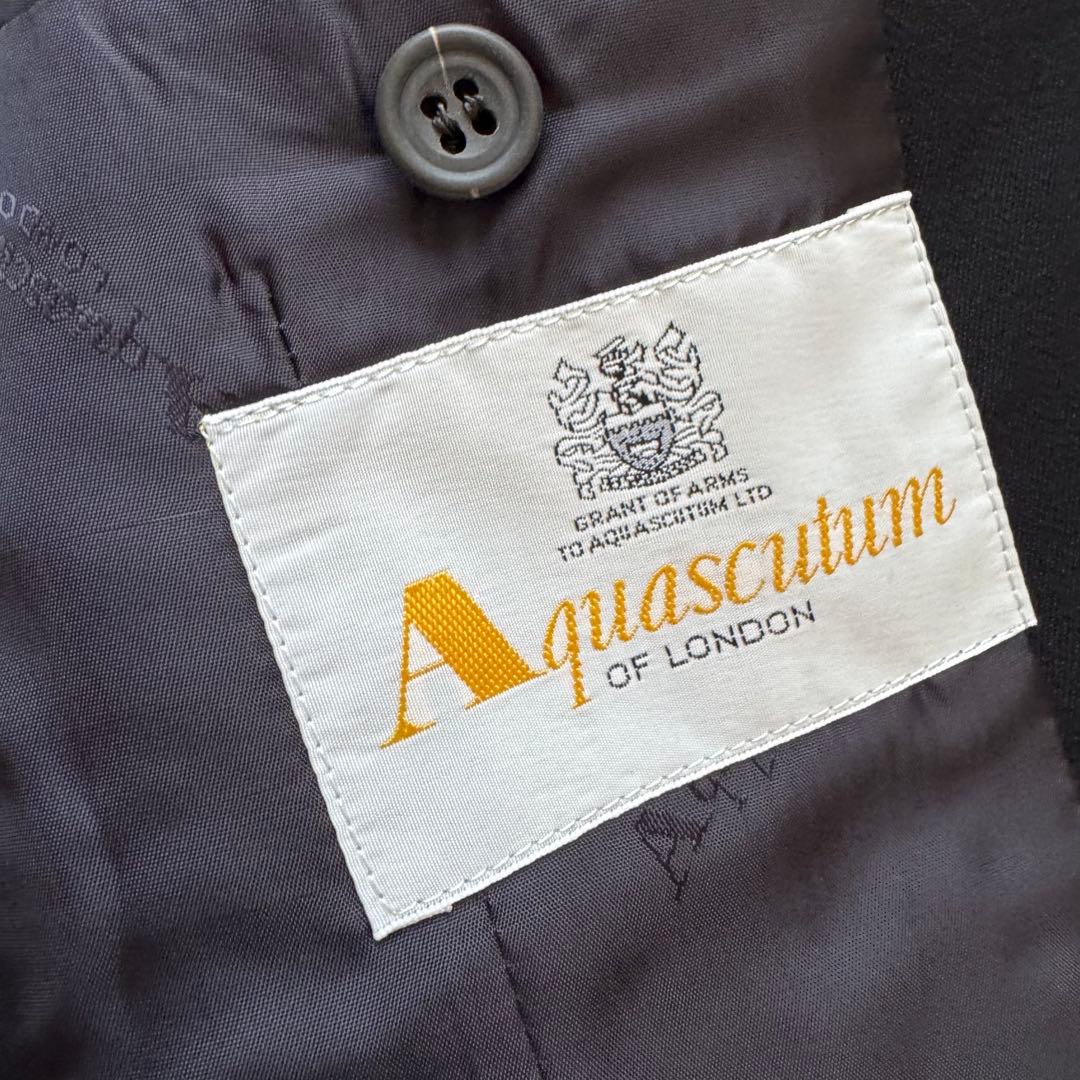 GRANT OF ARMS
TO AQUASCUTUM LTD
Aquascutum
OF LONDON